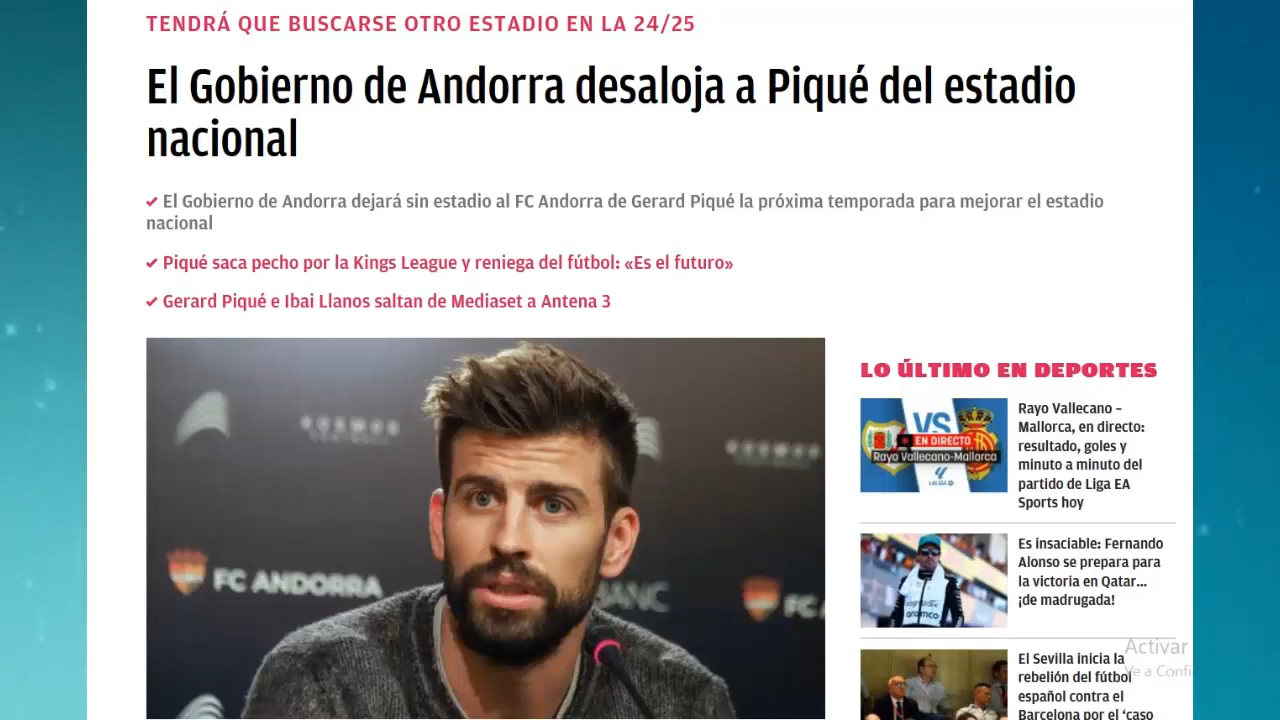 TENDRÁ QUE BUSCARSE OTRO ESTADIO EN LA 24/25
El Gobierno de Andorra desaloja a Piqué del estadio
nacional
El Gobierno de Andorra dejará sin estadio al FC Andorra de Gerard Piqué la próxima temporada para mejorar el estadio
nacional
Piqué saca pecho por la Kings League y reniega del fútbol: «Es el futuro»
Gerard Piqué e Ibai Llanos saltan de Mediaset a Antena 3
FC ANDORRA
FC
LO ÚLTIMO EN DEPORTES
VS
EN DIRECTO
Rayo Vallecano-Mallorca
LALIGA
Rayo Vallecano –
Mallorca, en directo:
resultado, goles y
minuto a minuto del
partido de Liga EA
Sports hoy
aramco
Es insaciable: Fernando
Alonso se prepara para
la victoria en Qatar...
¡de madrugada!
El Sevilla inicia la
rebelión del fútbol
español contra el
Barcelona por el ‘caso
Activar
Ve a Confi